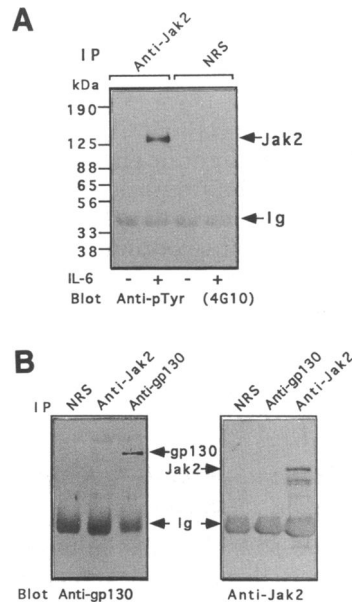 A
IP
Anti-Jak2
NRS
kDa
190
125
Jak2
88
65
56
Ig
33
38
IL-6 - + - +
Blot Anti-pTyr (4G10)
B
IP
NRS
Anti-Jak2
Anti-gp130
NRS
Anti-gp130
Anti-Jak2
gp130
Jak2
Ig
Blot Anti-gp130
Anti-Jak2